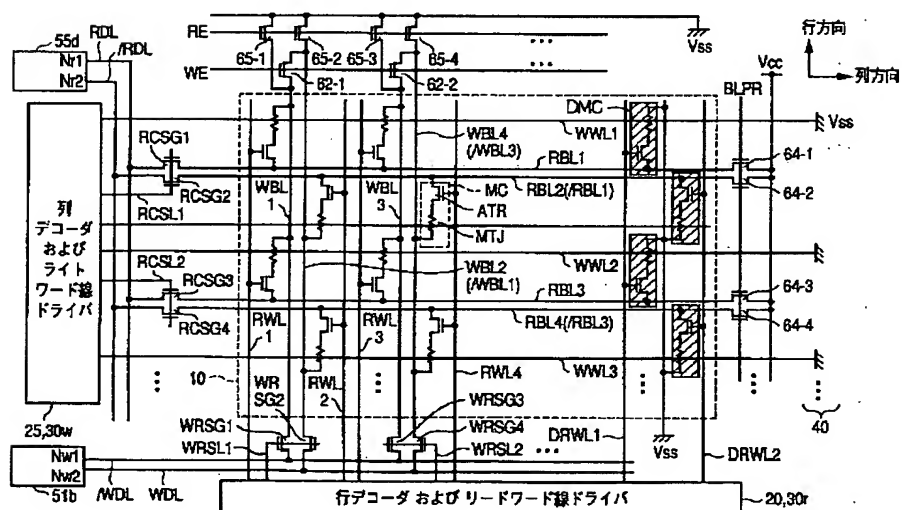 55d
RDL
/RDL
Nr1
Nr2
RE
WE
65-1
65-2
65-3
65-4
62-1
62-2
Vss
行方向
列方向
Vcc
BLPR
DMC
Vss
WWL1
WBL4
(/WBL3)
RBL1
64-1
RBL2(/RBL1)
64-2
RCSG1
RCSG2
RCSL1
WBL
1
WBL
3
MC
ATR
MTJ
列
デコーダ
および
ライト
ワード線
ドライバ
RCSL2
RCSG3
RCSG4
WWL2
WBL2
(/WBL1)
RBL3
64-3
RBL4(/RBL3)
64-4
RWL
1
RWL
3
WWL3
10
WR
SG2
RWL
2
RWL4
WRSG3
WRSG1
WRSG4
DRWL1
40
25,30w
WRSL1
WRSL2
Vss
DRWL2
Nw1
Nw2
/WDL
WDL
51b
行デコーダ および リードワード線ドライバ
20,30r